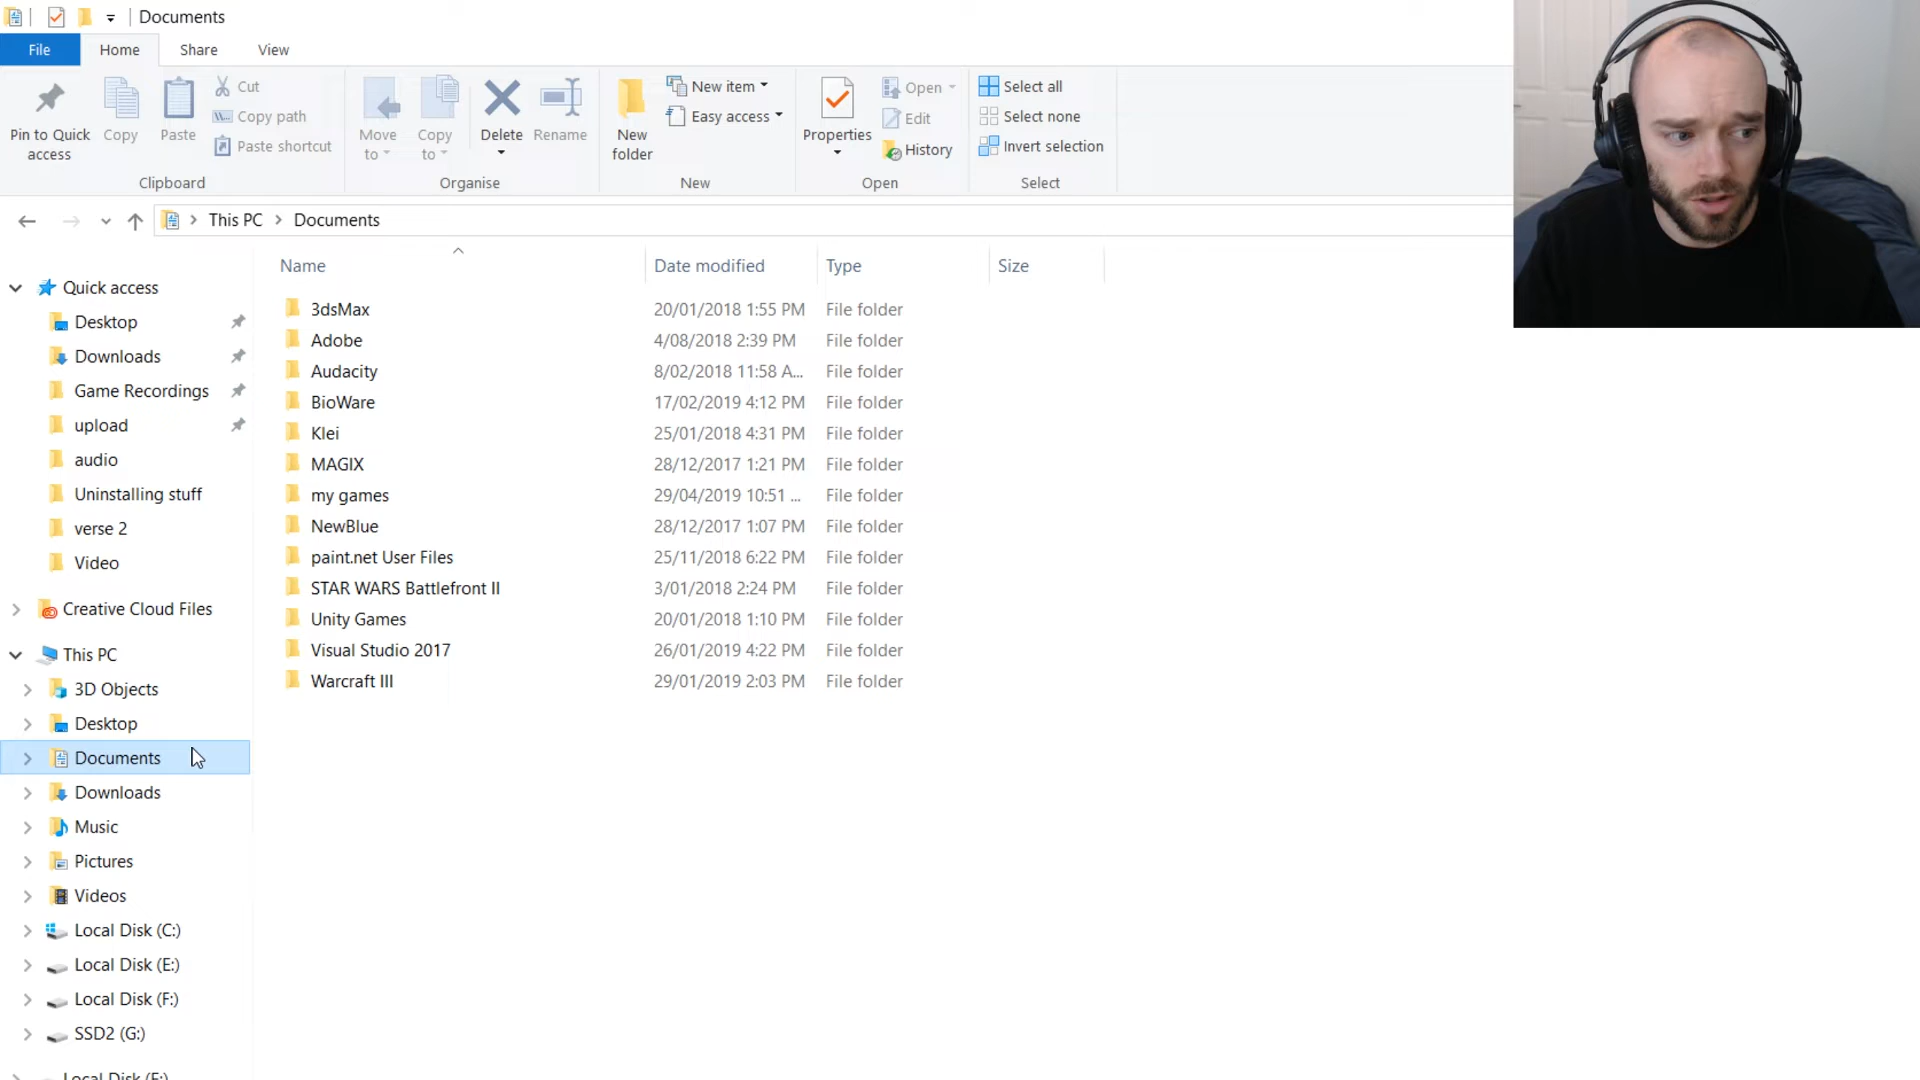 Documents
File Home Share View
Pin to Quick access
Copy
Paste
Cut
Copy path
Paste shortcut
Clipboard
Move to
Copy to
Delete
Rename
Organise
New folder
New item
Easy access
New
Properties
Open
Edit
History
Open
Select all
Select none
Invert selection
Select
This PC > Documents
Name Date modified Type Size
Quick access
Desktop
Downloads
Game Recordings
upload
audio
Uninstalling stuff
verse 2
Video
Creative Cloud Files
This PC
3D Objects
Desktop
Documents
Downloads
Music
Pictures
Videos
Local Disk (C:)
Local Disk (E:)
Local Disk (F:)
SSD2 (G:)
Local Disk (E:)
3dsMax 20/01/2018 1:55 PM File folder
Adobe 4/08/2018 2:39 PM File folder
Audacity 8/02/2018 11:58 A... File folder
BioWare 17/02/2019 4:12 PM File folder
Klei 25/01/2018 4:31 PM File folder
MAGIX 28/12/2017 1:21 PM File folder
my games 29/04/2019 10:51 ... File folder
NewBlue 28/12/2017 1:07 PM File folder
paint.net User Files 25/11/2018 6:22 PM File folder
STAR WARS Battlefront II 3/01/2018 2:24 PM File folder
Unity Games 20/01/2018 1:10 PM File folder
Visual Studio 2017 26/01/2019 4:22 PM File folder
Warcraft III 29/01/2019 2:03 PM File folder